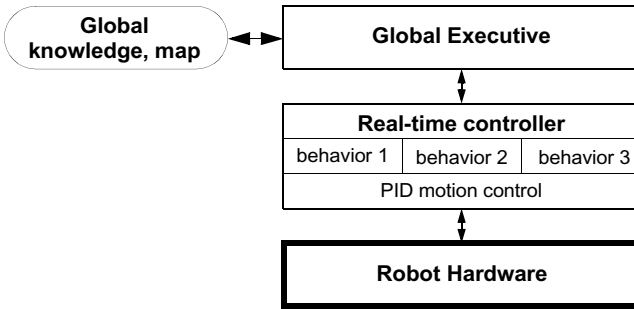 Global
knowledge, map
Global Executive
Real-time controller
behavior 1
behavior 2
behavior 3
PID motion control
Robot Hardware